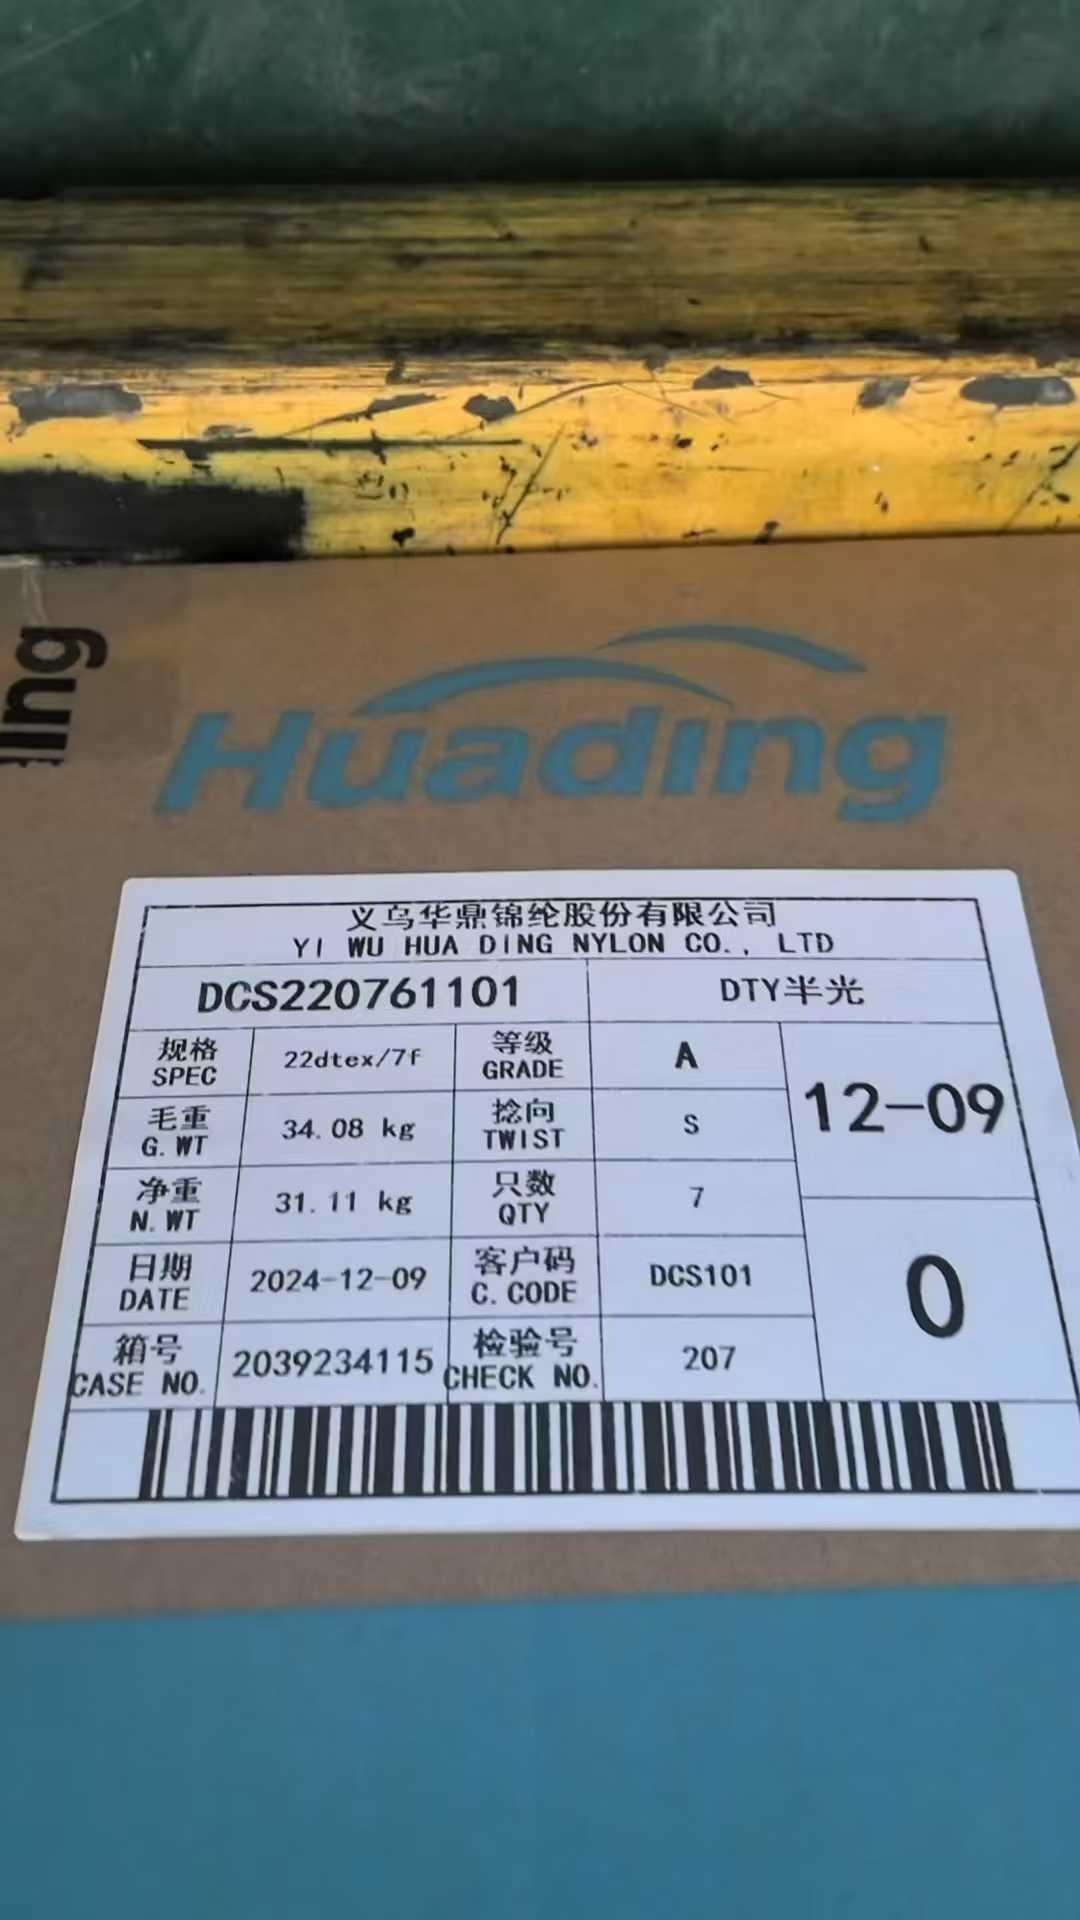 ding
Huading
义乌华鼎锦纶股份有限公司
YI WU HUA DING NYLON CO., LTD
DCS220761101
DTY半光
规格
SPEC
22dtex/7f
等级
GRADE
A
12-09
毛重
G.WT
34.08 kg
捻向
TWIST
S
净重
N.WT
31.11 kg
只数
QTY
7
0
日期
DATE
2024-12-09
客户码
C.CODE
DCS101
箱号
CASE NO.
2039234115
检验号
CHECK NO.
207